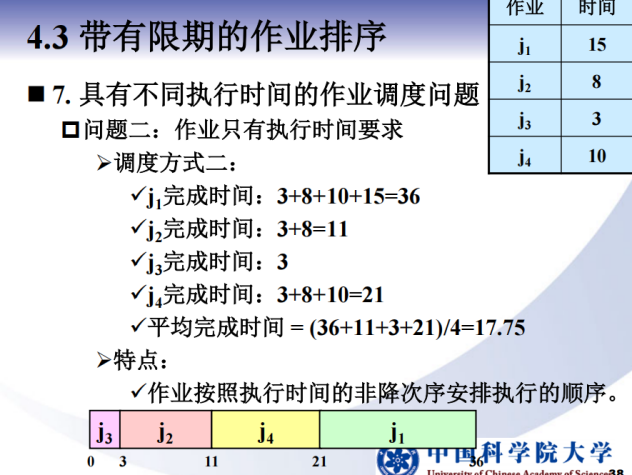 4.3 带有限期的作业排序
作业 时间
j1 15
j2 8
j3 3
j4 10
7. 具有不同执行时间的作业调度问题
问题二：作业只有执行时间要求
调度方式二：
j1完成时间：3+8+10+15=36
j2完成时间：3+8=11
j3完成时间：3
j4完成时间：3+8+10=21
平均完成时间 = (36+11+3+21)/4=17.75
特点：
作业按照执行时间的非降次序安排执行的顺序。
j3 j2 j4 j1
0 3 11 21 36
中国科学院大学
University of Chinese Academy of Sciences
38